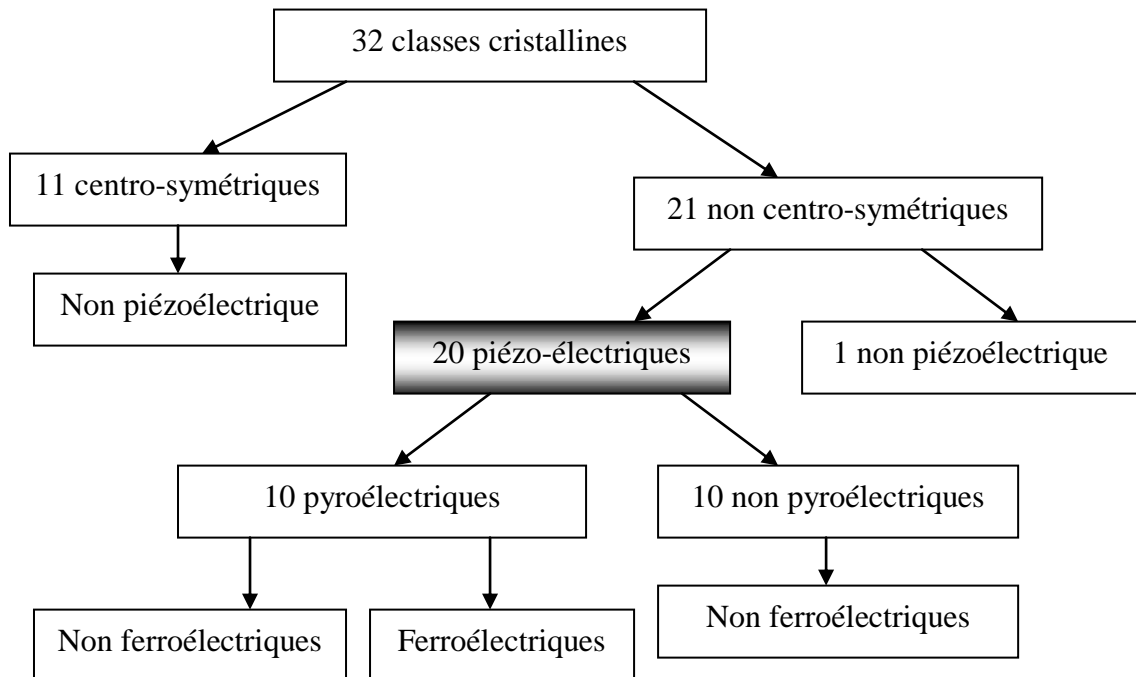 32 classes cristallines
11 centro-symétriques
21 non centro-symétriques
Non piézoélectrique
20 piézo-électriques
1 non piézoélectrique
10 pyroélectriques
10 non pyroélectriques
Non ferroélectriques
Ferroélectriques
Non ferroélectriques